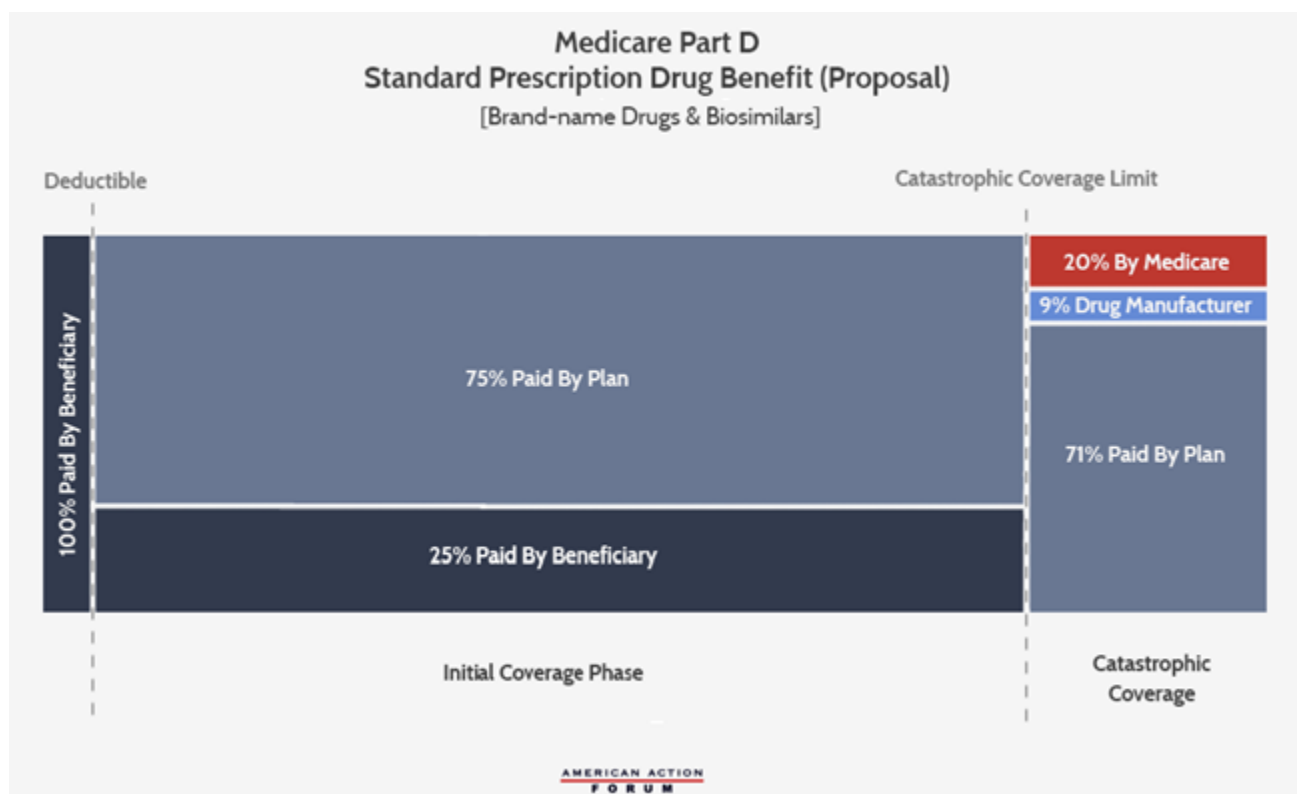 Medicare Part D
Standard Prescription Drug Benefit (Proposal)
[Brand-name Drugs & Biosimilars]
Deductible
Catastrophic Coverage Limit
100% Paid By Beneficiary
75% Paid By Plan
25% Paid By Beneficiary
20% By Medicare
9% Drug Manufacturer
71% Paid By Plan
Initial Coverage Phase
Catastrophic
Coverage
AMERICAN ACTION
FORUM